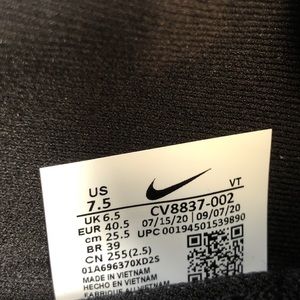 US
7.5
VT
UK 6.5
CV8837-002
EUR 40.5
07/15/20 | 09/07/20
cm 25.5
UPC 00194501539890
BR 39
CN 255(2.5)
01A696370XD2S
MADE IN VIETNAM
HECHO EN VIETNAM
FABRIQUE AU VIETNAM